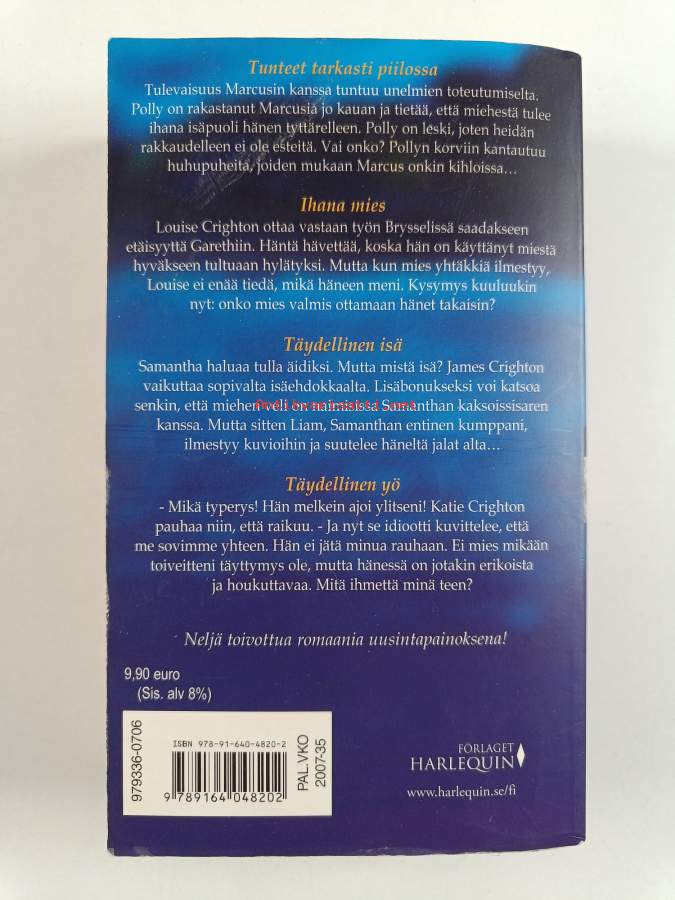 Tunteet tarkasti piilossa
Tulevaisuus Marcusin kanssa tuntuu unelmien toteutumiselta.
Polly on rakastanut Marcusia jo kauan ja tietää, että miehestä tulee
ihana isäpuoli hänen tyttärelleen. Polly on leski, joten heidän
rakkaudelleen ei ole esteitä. Vai onko? Pollyn korviin kantautuu
huhupuheita, joiden mukaan Marcus onkin kihloissa…
Ihana mies
Louise Crighton ottaa vastaan työn Brysselissä saadakseen
etäisyyttä Garethiin. Häntä hävettää, koska hän on käyttänyt miestä
hyväkseen tultuaan hylätyksi. Mutta kun mies yhtäkkiä ilmestyy,
Louise ei enää tiedä, mikä häneen meni. Kysymys kuuluukin
nyt: onko mies valmis ottamaan hänet takaisin?
Täydellinen isä
Samantha haluaa tulla äidiksi. Mutta mistä isä? James Crighton
vaikuttaa sopivalta isäehdokkaalta. Lisäbonukseksi voi katsoa
senkin, että miehen veli on naimisissa Samanthan kaksoissisaren
kanssa. Mutta sitten Liam, Samanthan entinen kumppani,
ilmestyy kuvioihin ja suutelee häneltä jalat alta…
Täydellinen yö
- Mikä typerys! Hän melkein ajoi ylitseni! Katie Crighton
pauhaa niin, että raikuu. - Ja nyt se idiootti kuvittelee, että
me sovimme yhteen. Hän ei jätä minua rauhaan. Ei mies mikään
toiveitteni täyttymys ole, mutta hänessä on jotakin erikoista
ja houkuttavaa. Mitä ihmettä minä teen?
Neljä toivottua romaania uusintapainoksena!
9,90 euro
(Sis. alv 8%)
979336-0706
ISBN 978-91-640-4820-2
9 789164 048202
PAL.VKO
2007-35
FÖRLAGET
HARLEQUIN
www.harlequin.se/fi